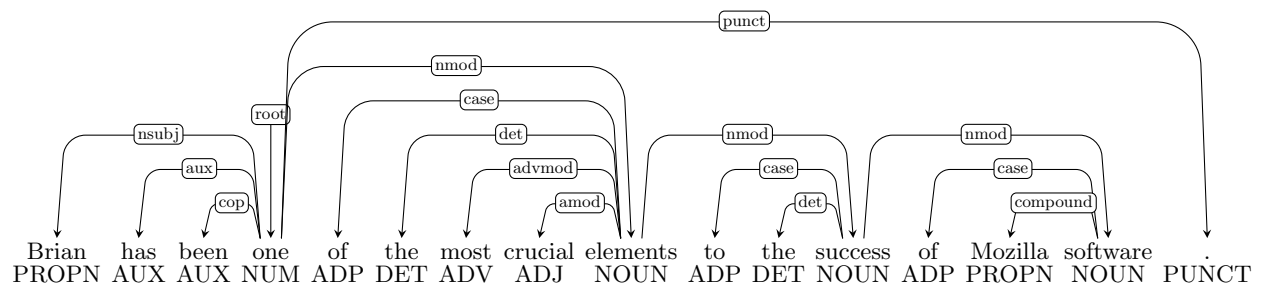 punct
nmod
case
root
nsubj det nmod nmod
aux advmod case case
cop amod det compound
Brian has been one of the most crucial elements to the success of Mozilla software .
PROPN AUX AUX NUM ADP DET ADV ADJ NOUN ADP DET NOUN ADP PROPN NOUN PUNCT